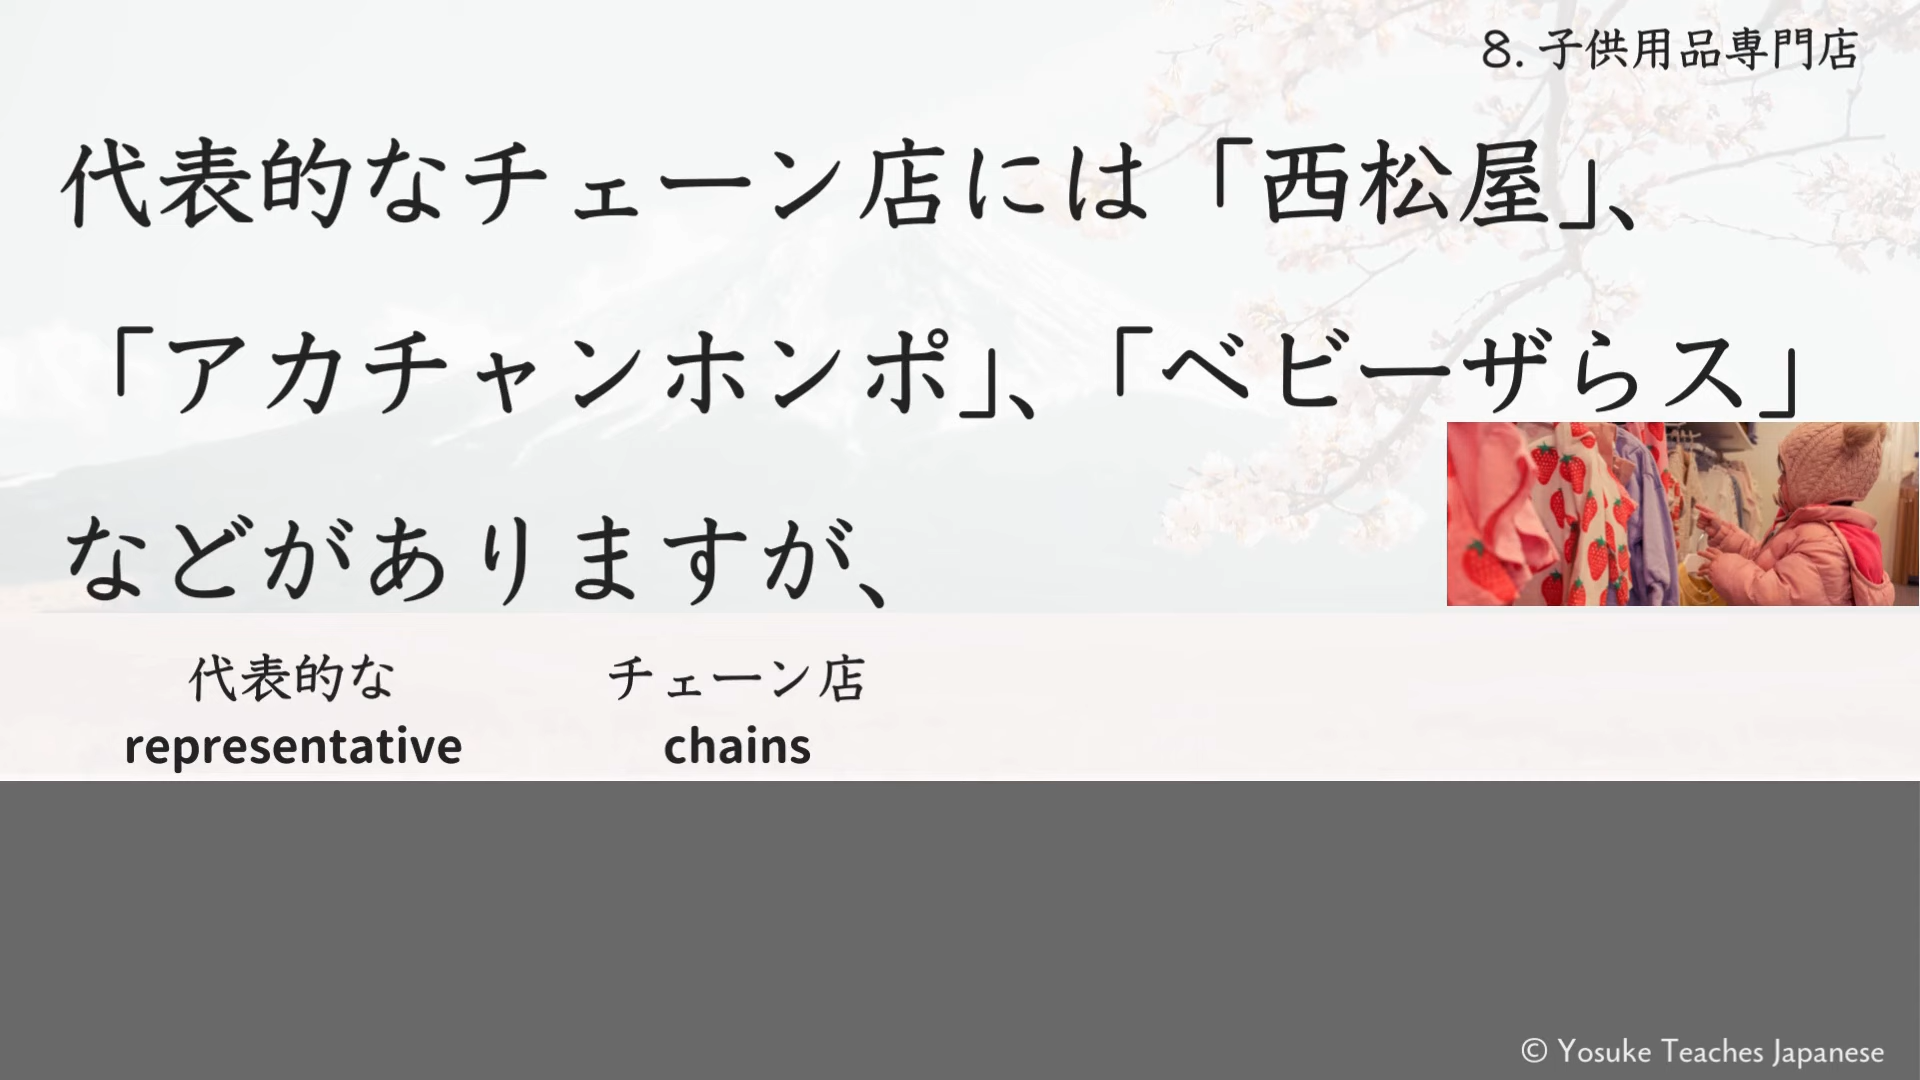 8. 子供用品専門店
代表的なチェーン店には「西松屋」、
「アカチャンホンポ」、「ベビーザらス」
などがありますが、
代表的な チェーン店
representative chains
© Yosuke Teaches Japanese